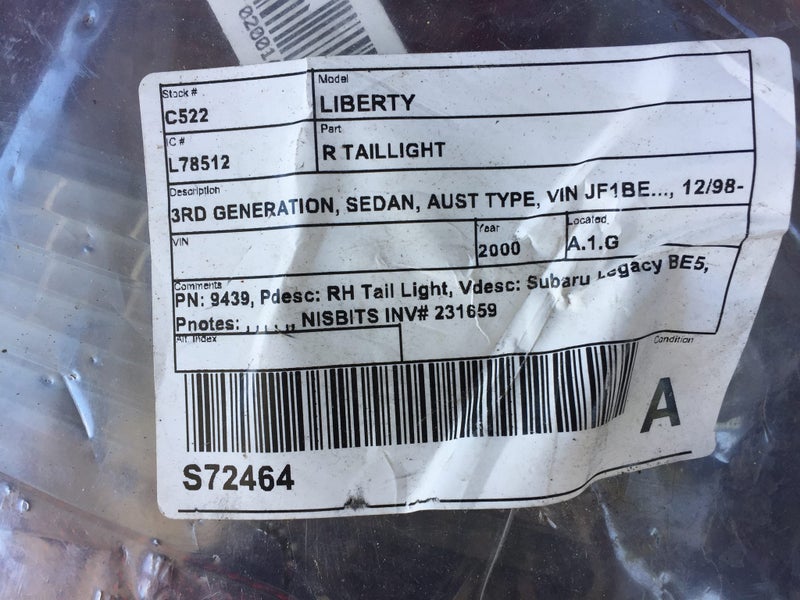 02001
Stock #
C522
Model
LIBERTY
IC #
L78512
Part
R TAILLIGHT
Description
3RD GENERATION, SEDAN, AUST TYPE, VIN JF1BE..., 12/98-
VIN
Year
2000
Located
A.1.G
Comments
PN: 9439, Pdesc: RH Tail Light, Vdesc: Subaru Legacy BE5,
Pnotes: , , , , ,, NISBITS INV# 231659
Alt. Index
Condition
A
S72464